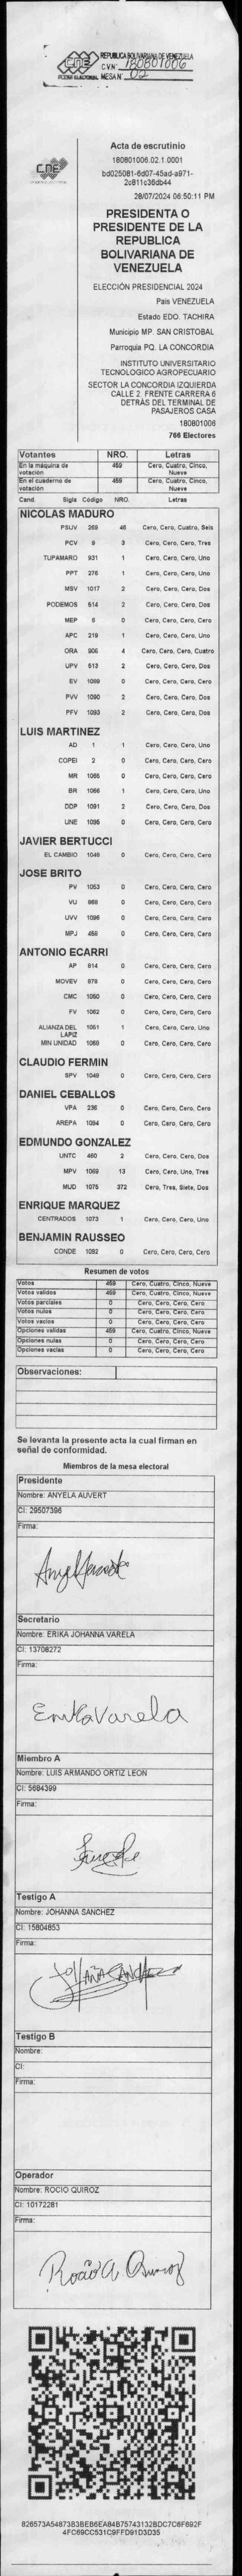 CNE
PODER ELECTORAL
REPUBLICA BOLIVARIANA DE VENEZUELA
C.V.Nº 180801006
MESA Nº 02
CNE
Acta de escrutinio
180801006.02.1.0001
bd025081-6d07-45ad-a971-
2c811c36db44
28/07/2024 06:50:11 PM
PRESIDENTA O
PRESIDENTE DE LA
REPUBLICA
BOLIVARIANA DE
VENEZUELA
ELECCIÓN PRESIDENCIAL 2024
Pais VENEZUELA
Estado EDO. TACHIRA
Municipio MP. SAN CRISTOBAL
Parroquia PQ. LA CONCORDIA
INSTITUTO UNIVERSITARIO
TECNOLOGICO AGROPECUARIO
SECTOR LA CONCORDIA IZQUIERDA
CALLE 2. FRENTE CARRERA 6
DETRÁS DEL TERMINAL DE
PASAJEROS CASA
180801006
766 Electores
Votantes NRO. Letras
En la máquina de votación 459 Cero, Cuatro, Cinco, Nueve
En el cuaderno de votación 459 Cero, Cuatro, Cinco, Nueve
Cand. Sigla Código NRO. Letras
NICOLAS MADURO
PSUV 269 46 Cero, Cero, Cuatro, Seis
PCV 9 3 Cero, Cero, Cero, Tres
TUPAMARO 931 1 Cero, Cero, Cero, Uno
PPT 276 1 Cero, Cero, Cero, Uno
MSV 1017 2 Cero, Cero, Cero, Dos
PODEMOS 514 2 Cero, Cero, Cero, Dos
MEP 6 0 Cero, Cero, Cero, Cero
APC 219 1 Cero, Cero, Cero, Uno
ORA 906 4 Cero, Cero, Cero, Cuatro
UPV 513 2 Cero, Cero, Cero, Dos
EV 1089 0 Cero, Cero, Cero, Cero
PVV 1090 2 Cero, Cero, Cero, Dos
PFV 1093 2 Cero, Cero, Cero, Dos
LUIS MARTINEZ
AD 1 1 Cero, Cero, Cero, Uno
COPEI 2 0 Cero, Cero, Cero, Cero
MR 1065 0 Cero, Cero, Cero, Cero
BR 1066 1 Cero, Cero, Cero, Uno
DDP 1091 2 Cero, Cero, Cero, Dos
UNE 1095 0 Cero, Cero, Cero, Cero
JAVIER BERTUCCI
EL CAMBIO 1048 0 Cero, Cero, Cero, Cero
JOSE BRITO
PV 1053 0 Cero, Cero, Cero, Cero
VU 868 0 Cero, Cero, Cero, Cero
UVV 1096 0 Cero, Cero, Cero, Cero
MPJ 458 0 Cero, Cero, Cero, Cero
ANTONIO ECARRI
AP 814 0 Cero, Cero, Cero, Cero
MOVEV 878 0 Cero, Cero, Cero, Cero
CMC 1050 0 Cero, Cero, Cero, Cero
FV 1062 0 Cero, Cero, Cero, Cero
ALIANZA DEL LAPIZ 1051 1 Cero, Cero, Cero, Uno
MIN UNIDAD 1068 0 Cero, Cero, Cero, Cero
CLAUDIO FERMIN
SPV 1049 0 Cero, Cero, Cero, Cero
DANIEL CEBALLOS
VPA 236 0 Cero, Cero, Cero, Cero
AREPA 1094 0 Cero, Cero, Cero, Cero
EDMUNDO GONZALEZ
UNTC 460 2 Cero, Cero, Cero, Dos
MPV 1069 13 Cero, Cero, Uno, Tres
MUD 1075 372 Cero, Tres, Siete, Dos
ENRIQUE MARQUEZ
CENTRADOS 1073 1 Cero, Cero, Cero, Uno
BENJAMIN RAUSSEO
CONDE 1092 0 Cero, Cero, Cero, Cero
Resumen de votos
Votos 459 Cero, Cuatro, Cinco, Nueve
Votos validos 459 Cero, Cuatro, Cinco, Nueve
Votos parciales 0 Cero, Cero, Cero, Cero
Votos nulos 0 Cero, Cero, Cero, Cero
Votos vacios 0 Cero, Cero, Cero, Cero
Opciones validas 459 Cero, Cuatro, Cinco, Nueve
Opciones nulas 0 Cero, Cero, Cero, Cero
Opciones vacias 0 Cero, Cero, Cero, Cero
Observaciones:
Se levanta la presente acta la cual firman en
señal de conformidad.
Miembros de la mesa electoral
Presidente
Nombre: ANYELA AUVERT
CI: 29507396
Firma:
Secretario
Nombre: ERIKA JOHANNA VARELA
CI: 13708272
Firma:
Erika Varela
Miembro A
Nombre: LUIS ARMANDO ORTIZ LEON
CI: 5684399
Firma:
Testigo A
Nombre: JOHANNA SANCHEZ
CI: 15804853
Firma:
JOHANA SANCHEZ
Testigo B
Nombre:
CI:
Firma:
Operador
Nombre: ROCIO QUIROZ
CI: 10172281
Firma:
Rocio A. Quiroz
826573A54873B3BEB6EA84B75743132BDC7C6F692F
4FC69CC531C9FFD91D3D35